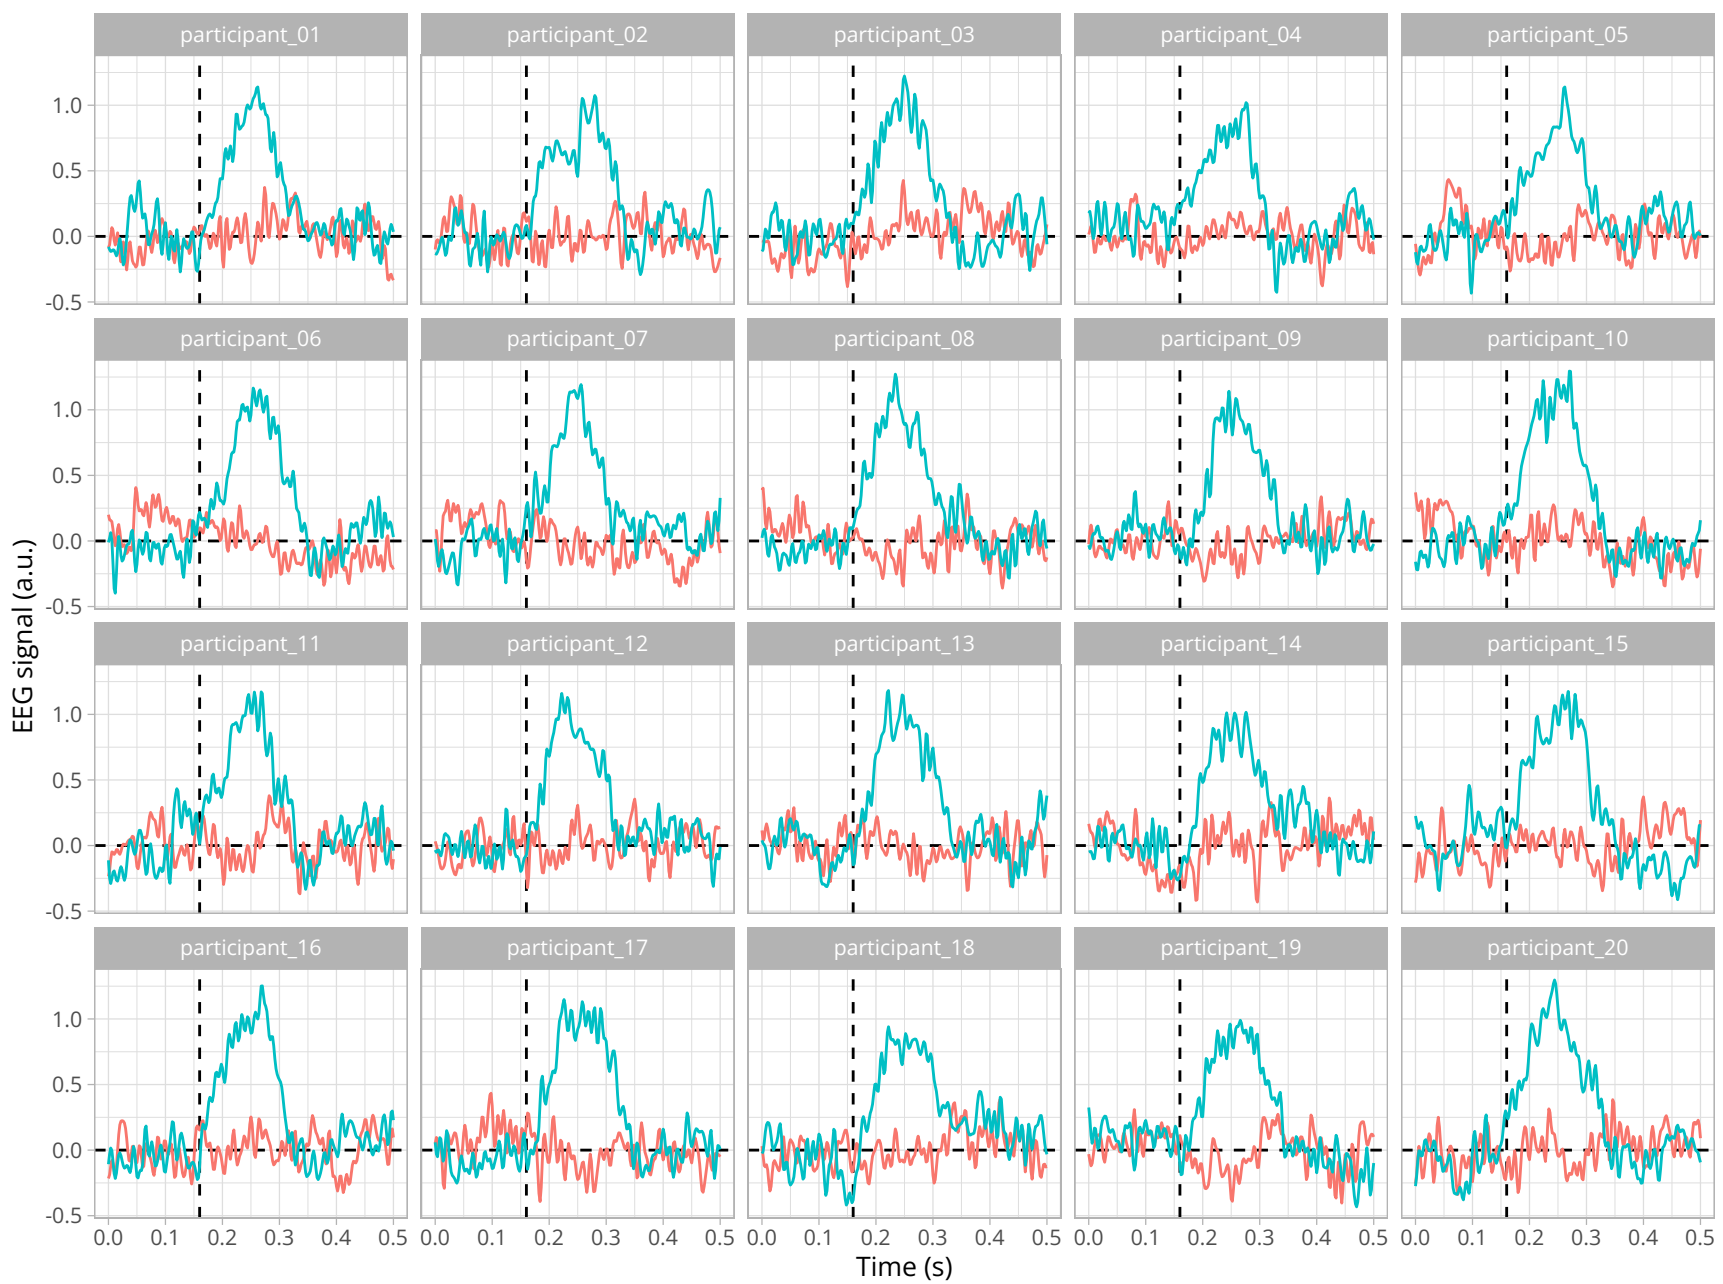 participant_01 participant_02 participant_03 participant_04 participant_05
1.0
0.5
0.0
-0.5
participant_06 participant_07 participant_08 participant_09 participant_10
1.0
0.5
0.0
-0.5
participant_11 participant_12 participant_13 participant_14 participant_15
1.0
0.5
0.0
-0.5
participant_16 participant_17 participant_18 participant_19 participant_20
1.0
0.5
0.0
-0.5
0.0 0.1 0.2 0.3 0.4 0.5 0.0 0.1 0.2 0.3 0.4 0.5 0.0 0.1 0.2 0.3 0.4 0.5 0.0 0.1 0.2 0.3 0.4 0.5 0.0 0.1 0.2 0.3 0.4 0.5
Time (s)
EEG signal (a.u.)